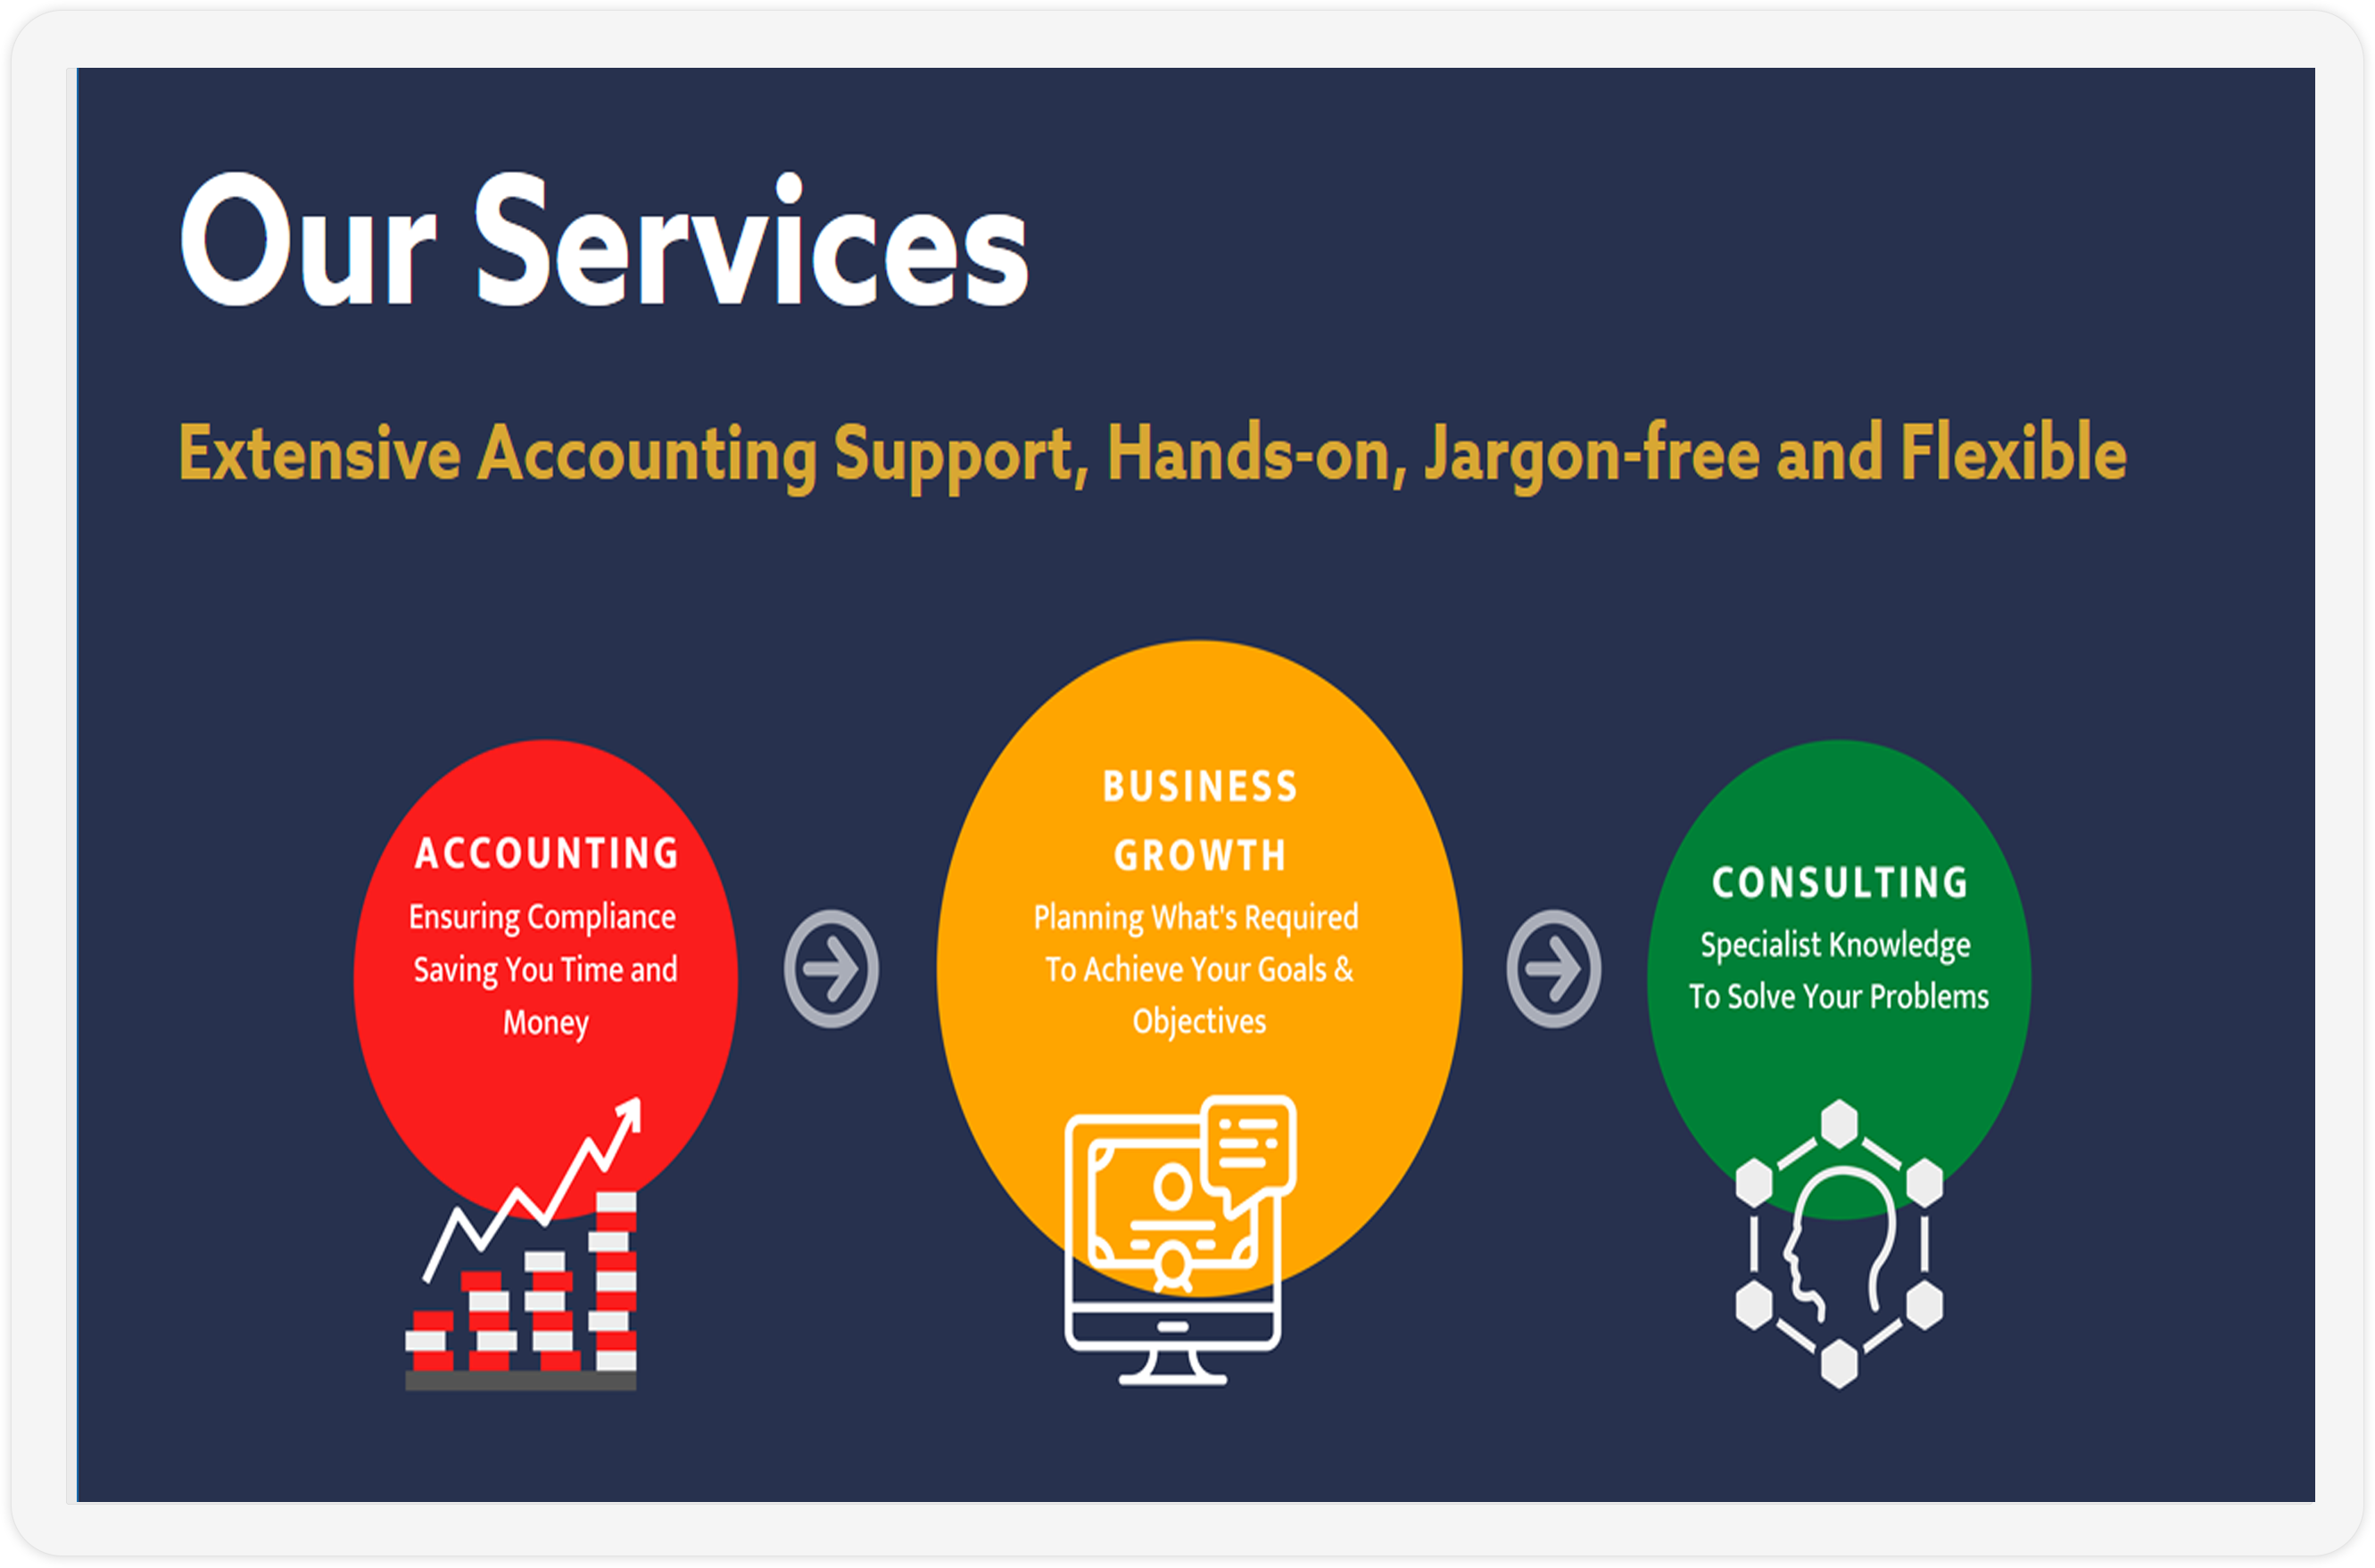 Our Services
Extensive Accounting Support, Hands-on, Jargon-free and Flexible
ACCOUNTING
Ensuring Compliance
Saving You Time and
Money
BUSINESS
GROWTH
Planning What's Required
To Achieve Your Goals &
Objectives
CONSULTING
Specialist Knowledge
To Solve Your Problems